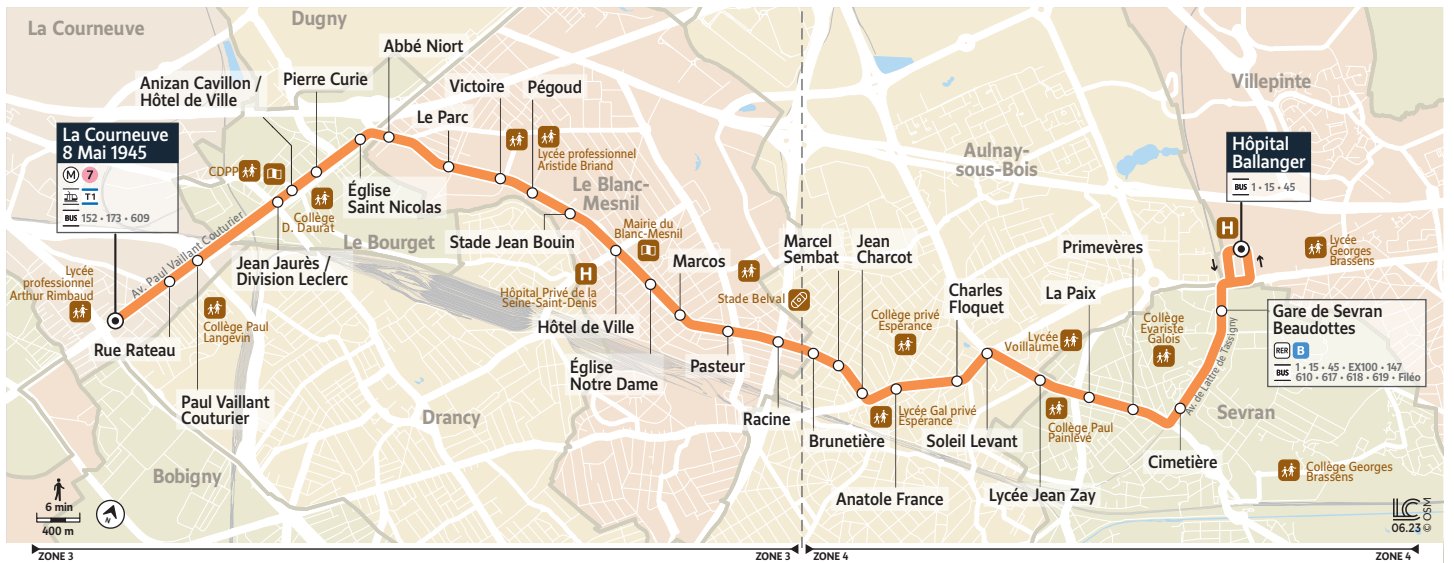 La Courneuve
Dugny
Abbé Niort
Anizan Cavillon /
Hôtel de Ville
Pierre Curie
Victoire
Pégoud
Le Parc
Villepinte
La Courneuve
8 Mai 1945
M 7
T1
BUS 152 • 173 • 609
CDPP
Lycée professionnel
Aristide Briand
Aulnay-
sous-Bois
Hôpital
Ballanger
BUS 1 • 15 • 45
H
Église
Saint Nicolas
Le Blanc-
Mesnil
Collège
D. Daurat
Le Bourget
Stade Jean Bouin
Mairie du
Blanc-Mesnil
Marcel
Sembat
Jean
Charcot
Primevères
Lycée
Georges
Brassens
Av. Paul Vaillant Couturier
Jean Jaurès /
Division Leclerc
Lycée
professionnel
Arthur Rimbaud
H
Hôpital Privé de la
Seine-Saint-Denis
Marcos
Stade Belval
Charles
Floquet
La Paix
Collège privé
Espérance
Lycée
Voillaume
Collège
Evariste
Galois
Av. de Lattre de Tassigny
Gare de Sevran
Beaudottes
RER B
BUS 1 • 15 • 45 • EX100 • 147
610 • 617 • 618 • 619 • Filéo
Collège Paul
Langevin
Rue Rateau
Hôtel de Ville
Église
Notre Dame
Pasteur
Paul Vaillant
Couturier
Drancy
Racine
Brunetière
Lycée Gal privé
Espérance
Soleil Levant
Collège Paul
Painlevé
Sevran
Cimetière
Collège Georges
Brassens
Bobigny
Anatole France
Lycée Jean Zay
6 min
400 m
N
LC
06.23 © OSM
ZONE 3
ZONE 3
ZONE 4
ZONE 4